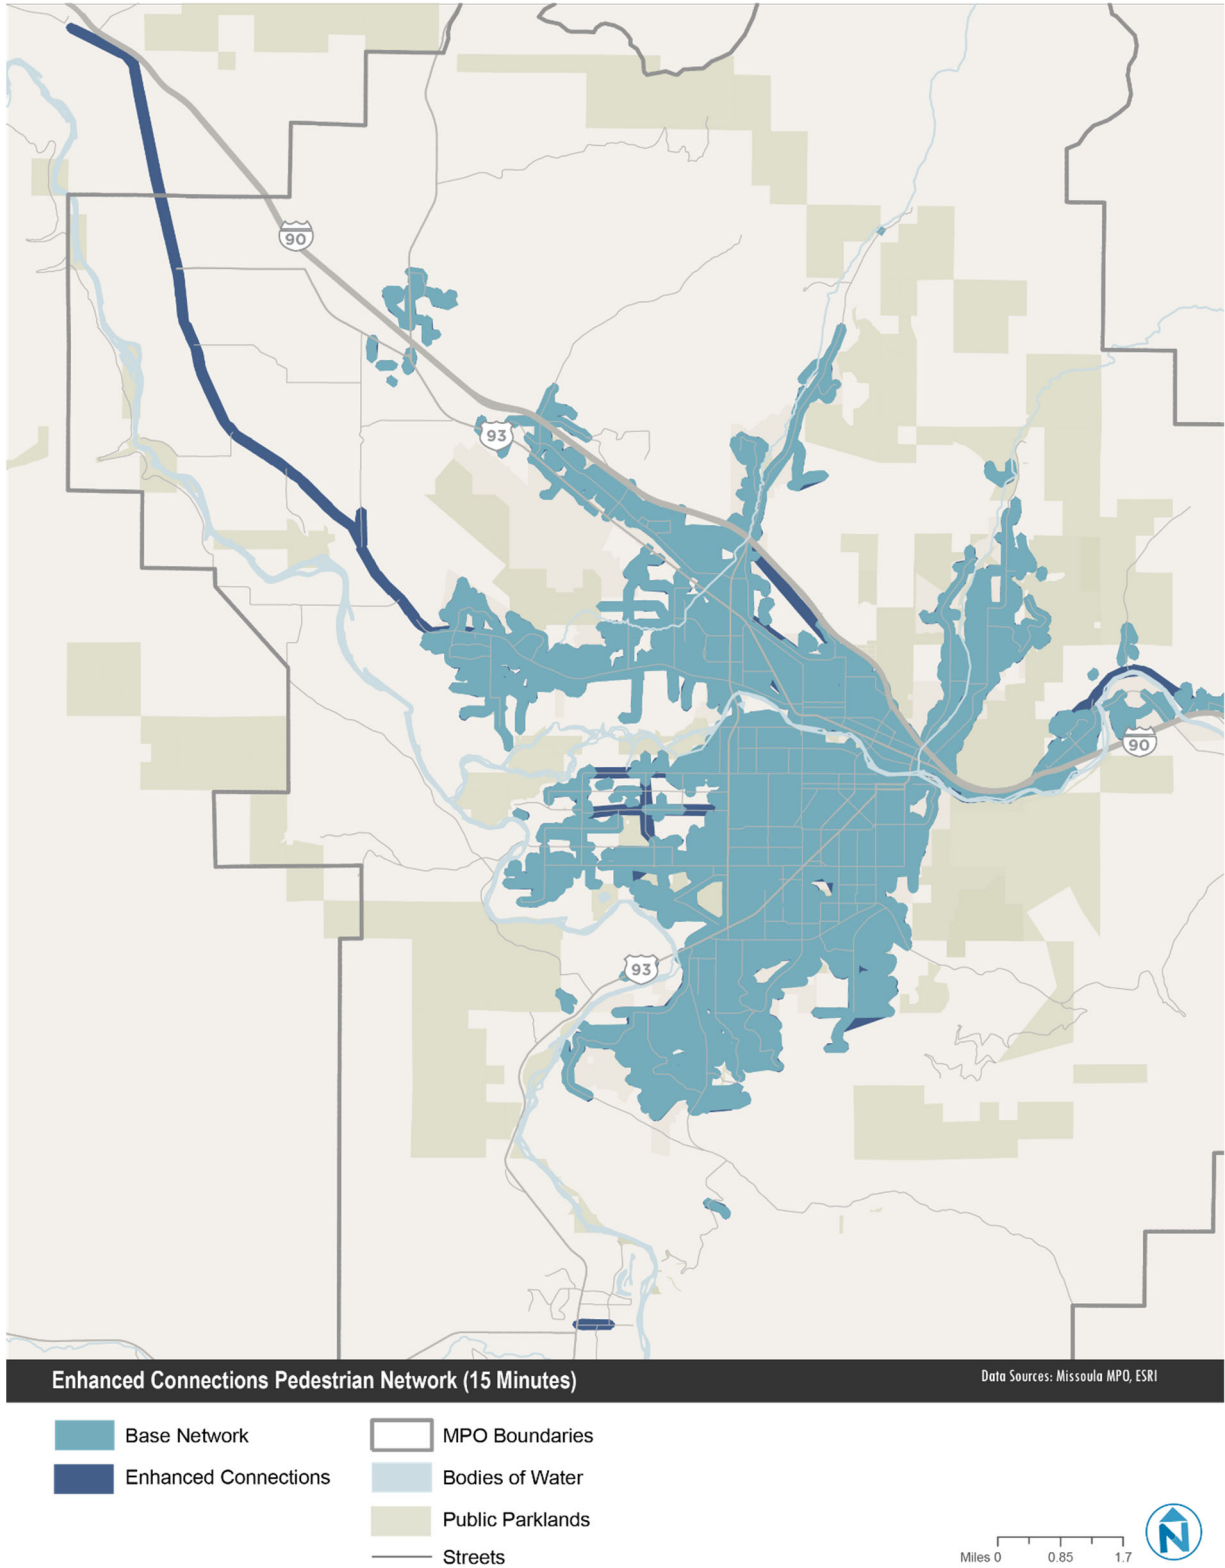 90
93
90
93
Enhanced Connections Pedestrian Network (15 Minutes)
Data Sources: Missoula MPO, ESRI
Base Network
MPO Boundaries
Enhanced Connections
Bodies of Water
Public Parklands
Streets
Miles 0 0.85 1.7
N